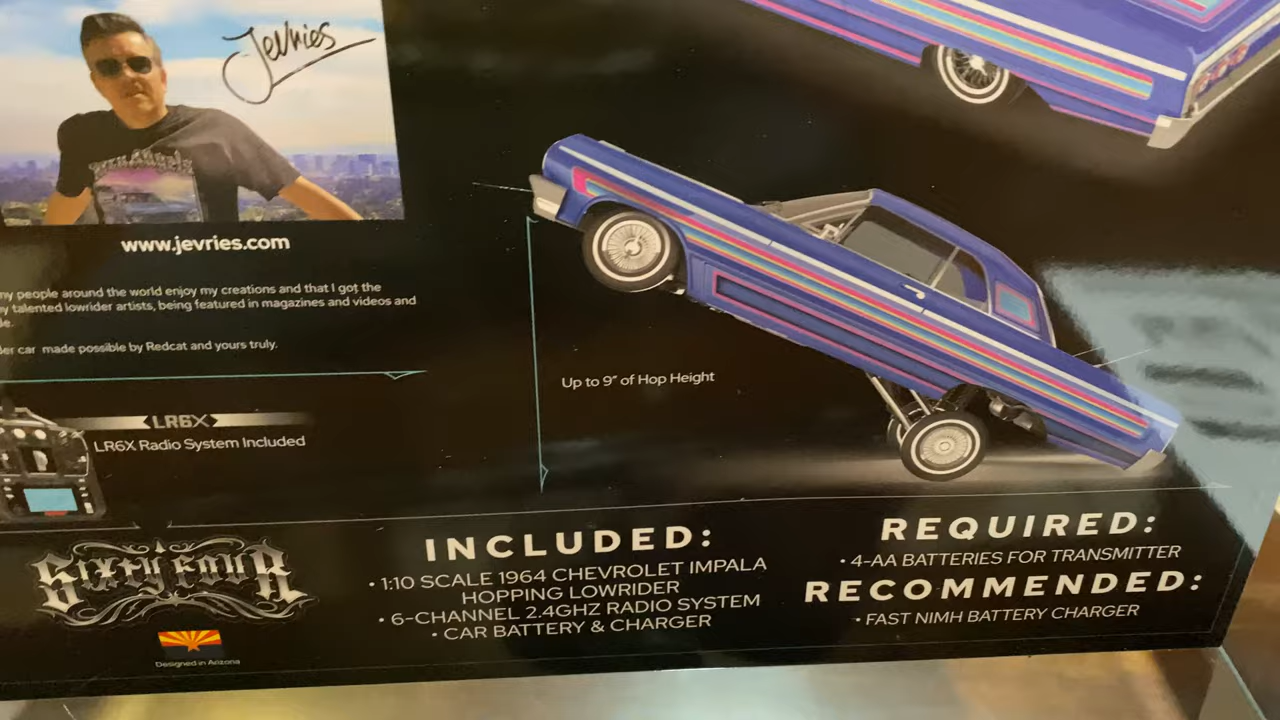 Jevries
www.jevries.com
my people around the world enjoy my creations and that I got the
talented lowrider artists, being featured in magazines and videos and
car made possible by Redcat and yours truly.
LR6X
LR6X Radio System Included
Up to 9" of Hop Height
SIXTY FOUR
Designed in Arizona
INCLUDED:
• 1:10 SCALE 1964 CHEVROLET IMPALA
HOPPING LOWRIDER
• 6-CHANNEL 2.4GHZ RADIO SYSTEM
• CAR BATTERY & CHARGER
REQUIRED:
• 4-AA BATTERIES FOR TRANSMITTER
RECOMMENDED:
• FAST NIMH BATTERY CHARGER